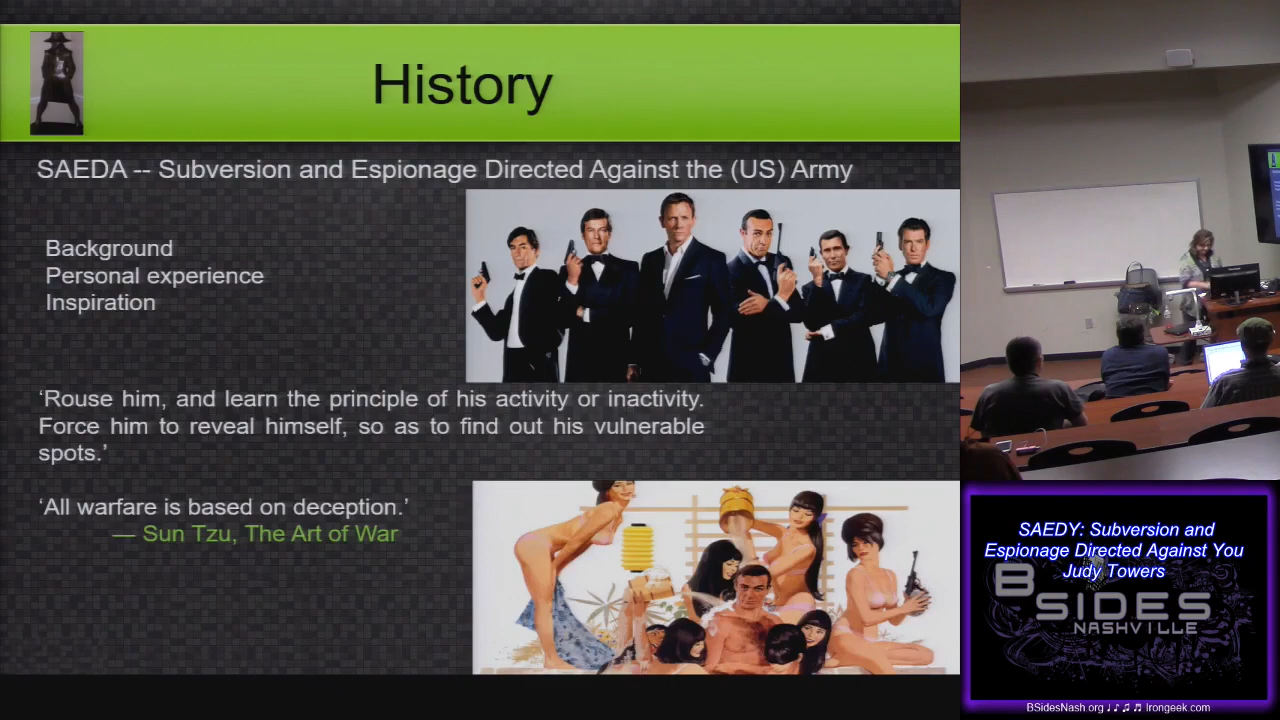 History
SAEDA -- Subversion and Espionage Directed Against the (US) Army
Background
Personal experience
Inspiration
‘Rouse him, and learn the principle of his activity or inactivity.
Force him to reveal himself, so as to find out his vulnerable
spots.’
‘All warfare is based on deception.’
— Sun Tzu, The Art of War
SAEDY: Subversion and
Espionage Directed Against You
Judy Towers
BSIDES
NASHVILLE
BSidesNash.org ♩ ♪ ♫ ♬ Irongeek.com